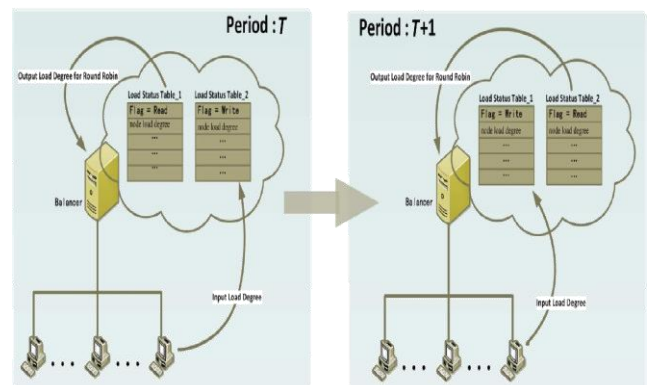 Period : T
Output Load Degree for Round Robin
Load Status Table_1 Load Status Table_2
Flag = Read Flag = Write
node load degree node load degree
... ...
... ...
... ...
Balancer
Input Load Degree
... ...
Period : T+1
Output Load Degree for Round Robin
Load Status Table_1 Load Status Table_2
Flag = Write Flag = Read
node load degree node load degree
... ...
... ...
... ...
Balancer
Input Load Degree
... ...